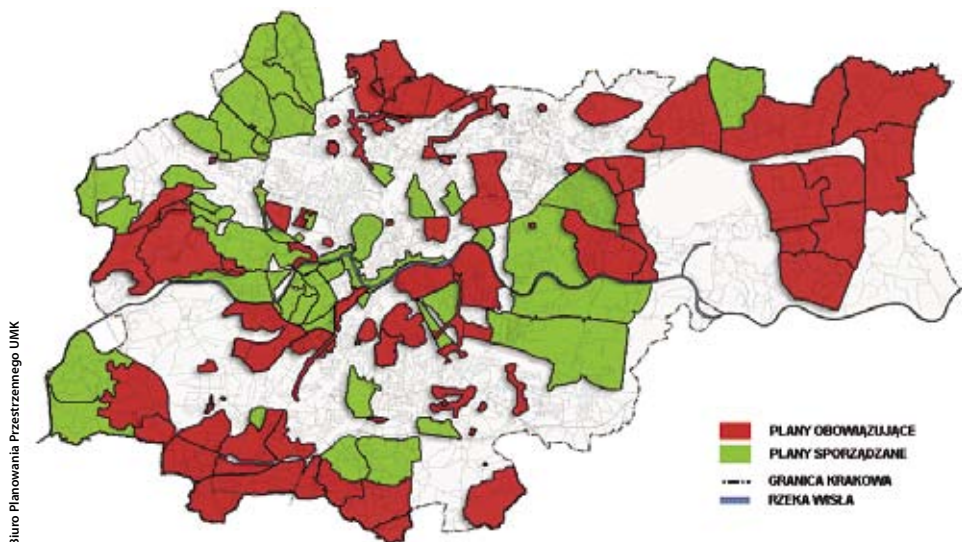 Biuro Planowania Przestrzennego UMK
PLANY OBOWIĄZUJĄCE
PLANY SPORZĄDZANE
GRANICA KRAKOWA
RZEKA WISŁA